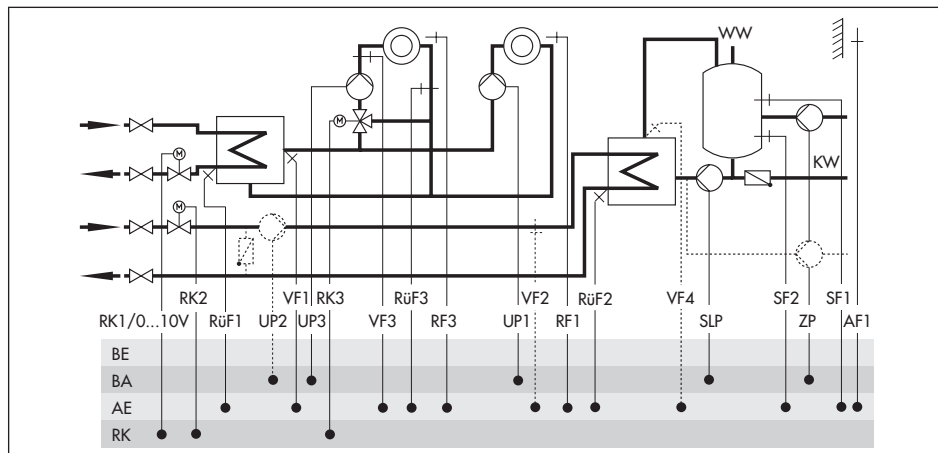 WW
M
M
M
KW
RK2 VF1 RK3 RüF3 VF2 RüF2 VF4 SF2 SF1
RK1/0...10V RüF1 UP2 UP3 VF3 RF3 UP1 RF1 SLP ZP AF1
BE
BA
AE
RK